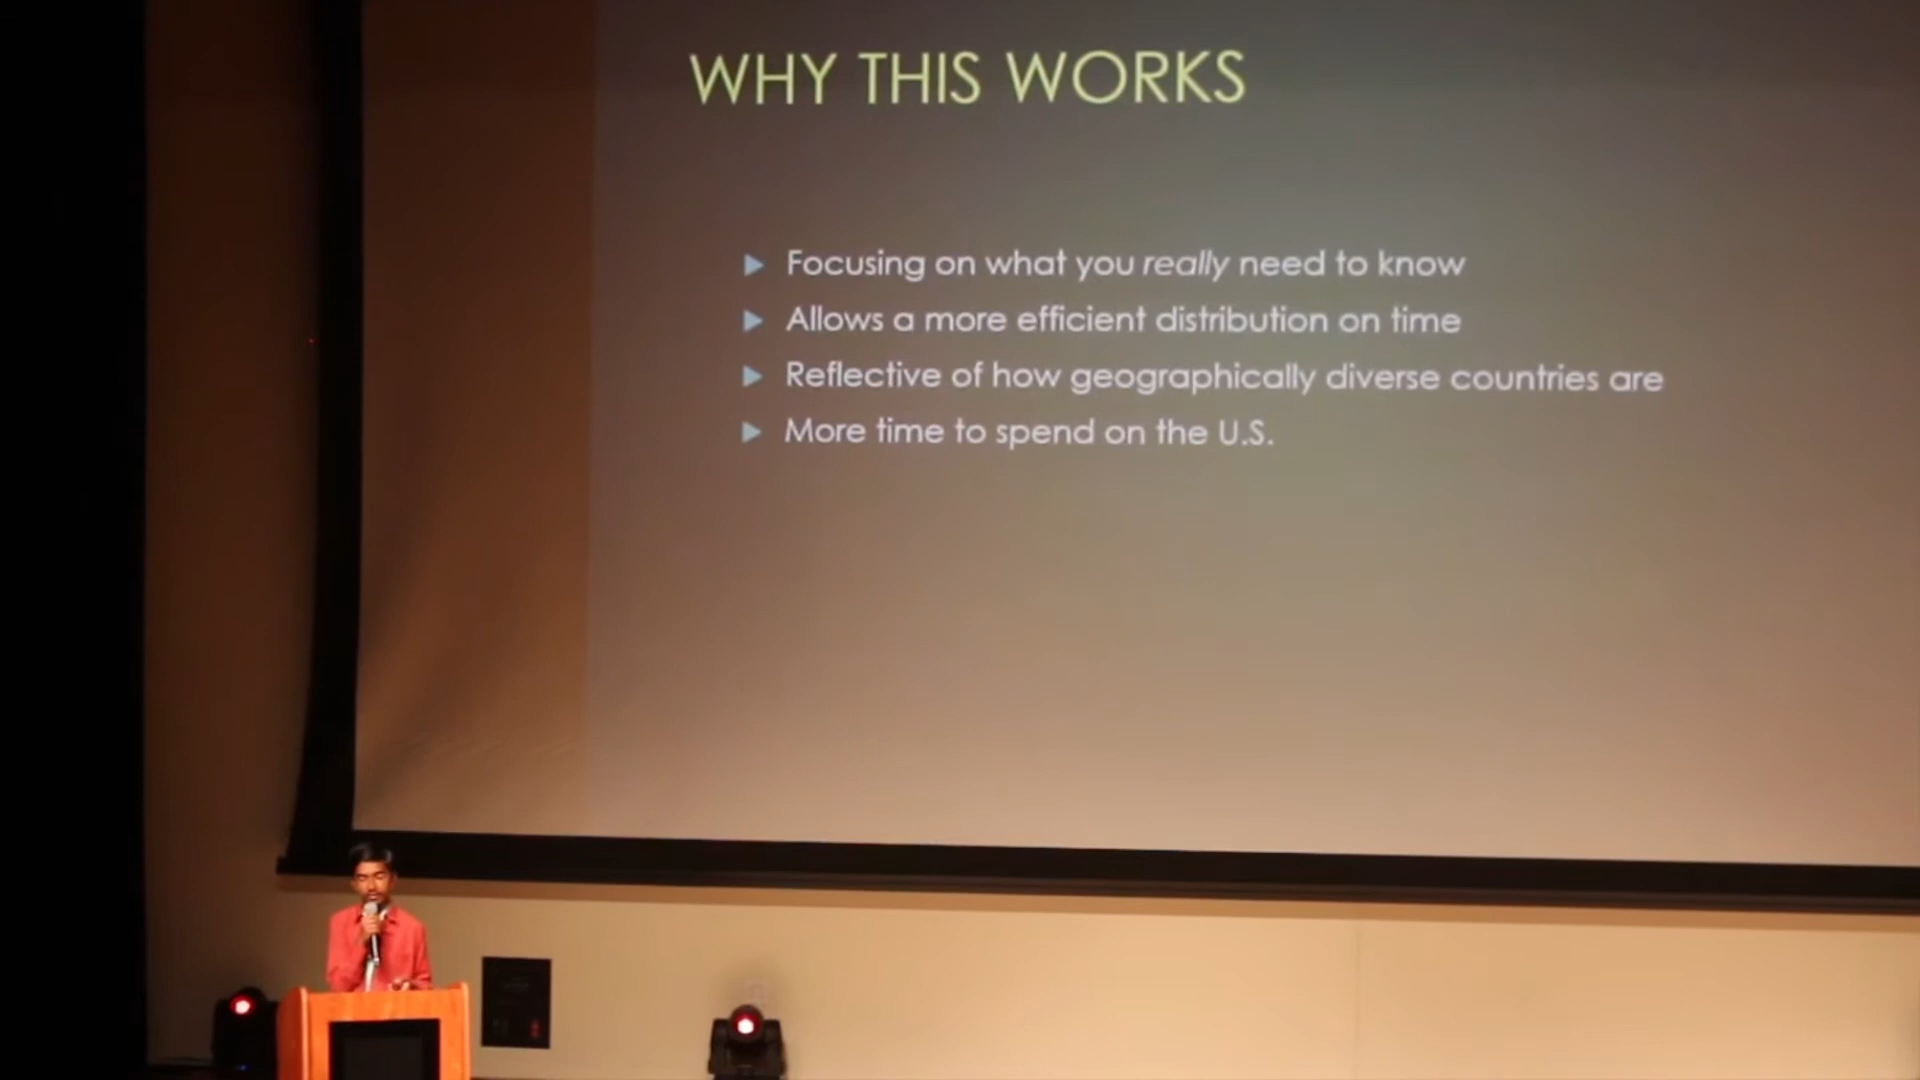 WHY THIS WORKS
Focusing on what you really need to know
Allows a more efficient distribution on time
Reflective of how geographically diverse countries are
More time to spend on the U.S.